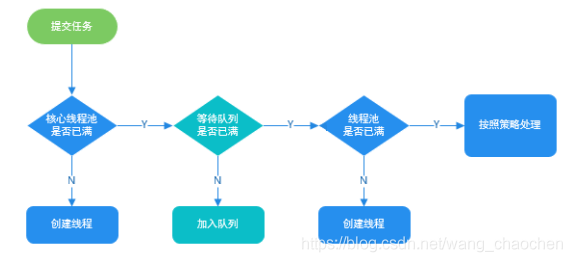 提交任务
核心线程池
是否已满
Y
等待队列
是否已满
Y
线程池
是否已满
Y
按照策略处理
N
N
N
创建线程
加入队列
创建线程
https://blog.csdn.net/wang_chaochen